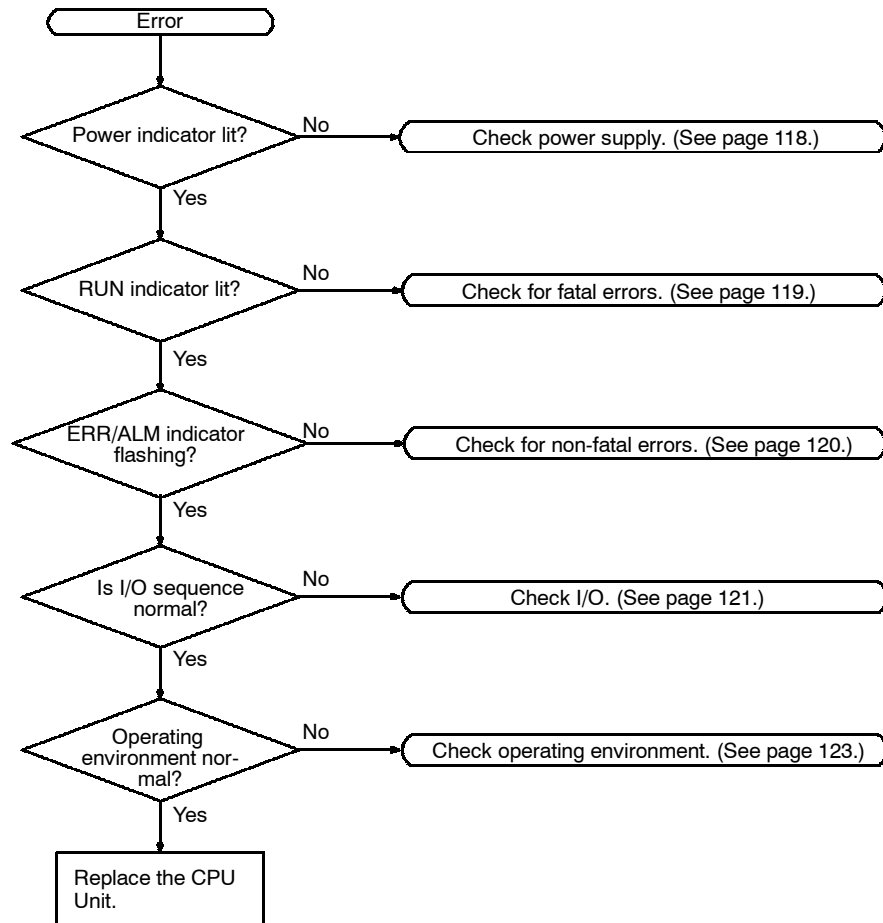 Error
Power indicator lit?
No
Check power supply. (See page 118.)
Yes
RUN indicator lit?
No
Check for fatal errors. (See page 119.)
Yes
ERR/ALM indicator
flashing?
No
Check for non-fatal errors. (See page 120.)
Yes
Is I/O sequence
normal?
No
Check I/O. (See page 121.)
Yes
Operating
environment nor-
mal?
No
Check operating environment. (See page 123.)
Yes
Replace the CPU
Unit.